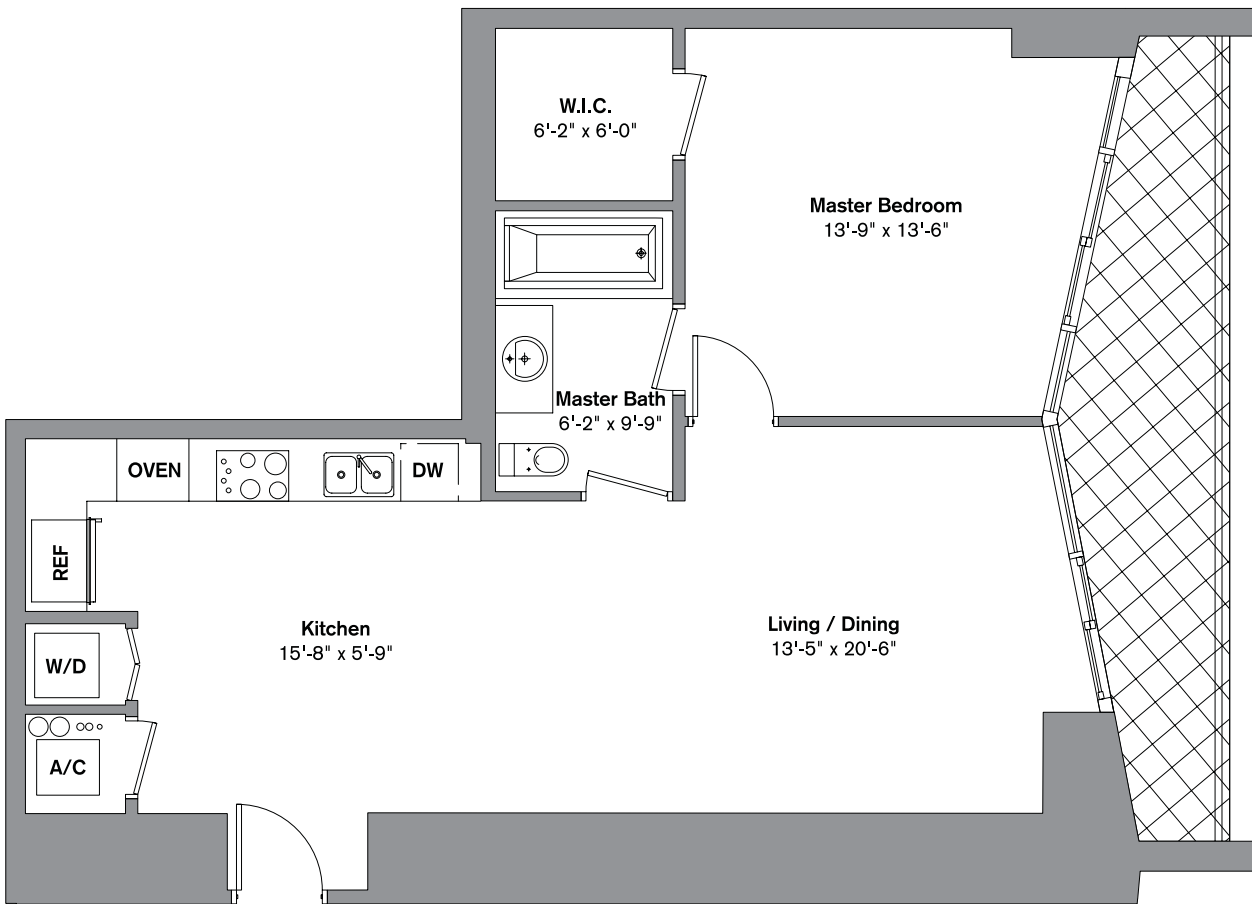 W.I.C.
6'-2" x 6'-0"
Master Bedroom
13'-9" x 13'-6"
Master Bath
6'-2" x 9'-9"
OVEN
DW
REF
Kitchen
15'-8" x 5'-9"
Living / Dining
13'-5" x 20'-6"
W/D
A/C